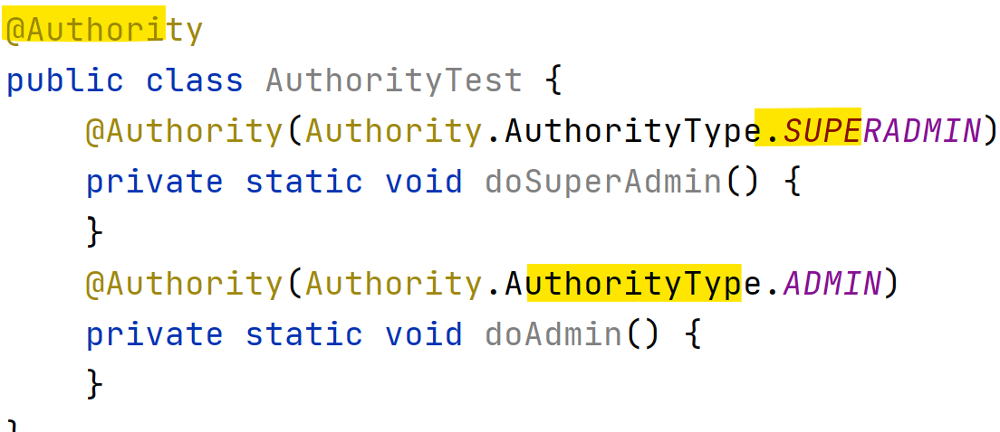 @Authority
public class AuthorityTest {
    @Authority(Authority.AuthorityType.SUPERADMIN)
    private static void doSuperAdmin() {
    }
    @Authority(Authority.AuthorityType.ADMIN)
    private static void doAdmin() {
    }
}